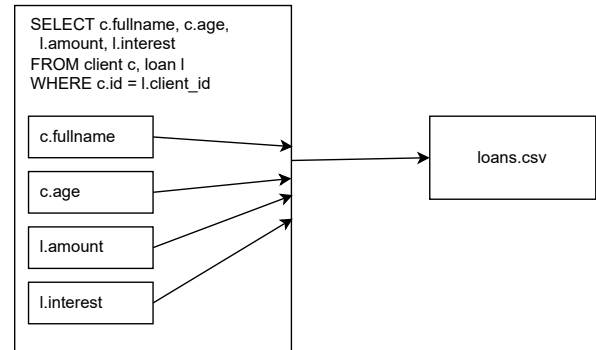 SELECT c.fullname, c.age,
l.amount, l.interest
FROM client c, loan l
WHERE c.id = l.client_id
c.fullname
c.age
l.amount
l.interest
loans.csv